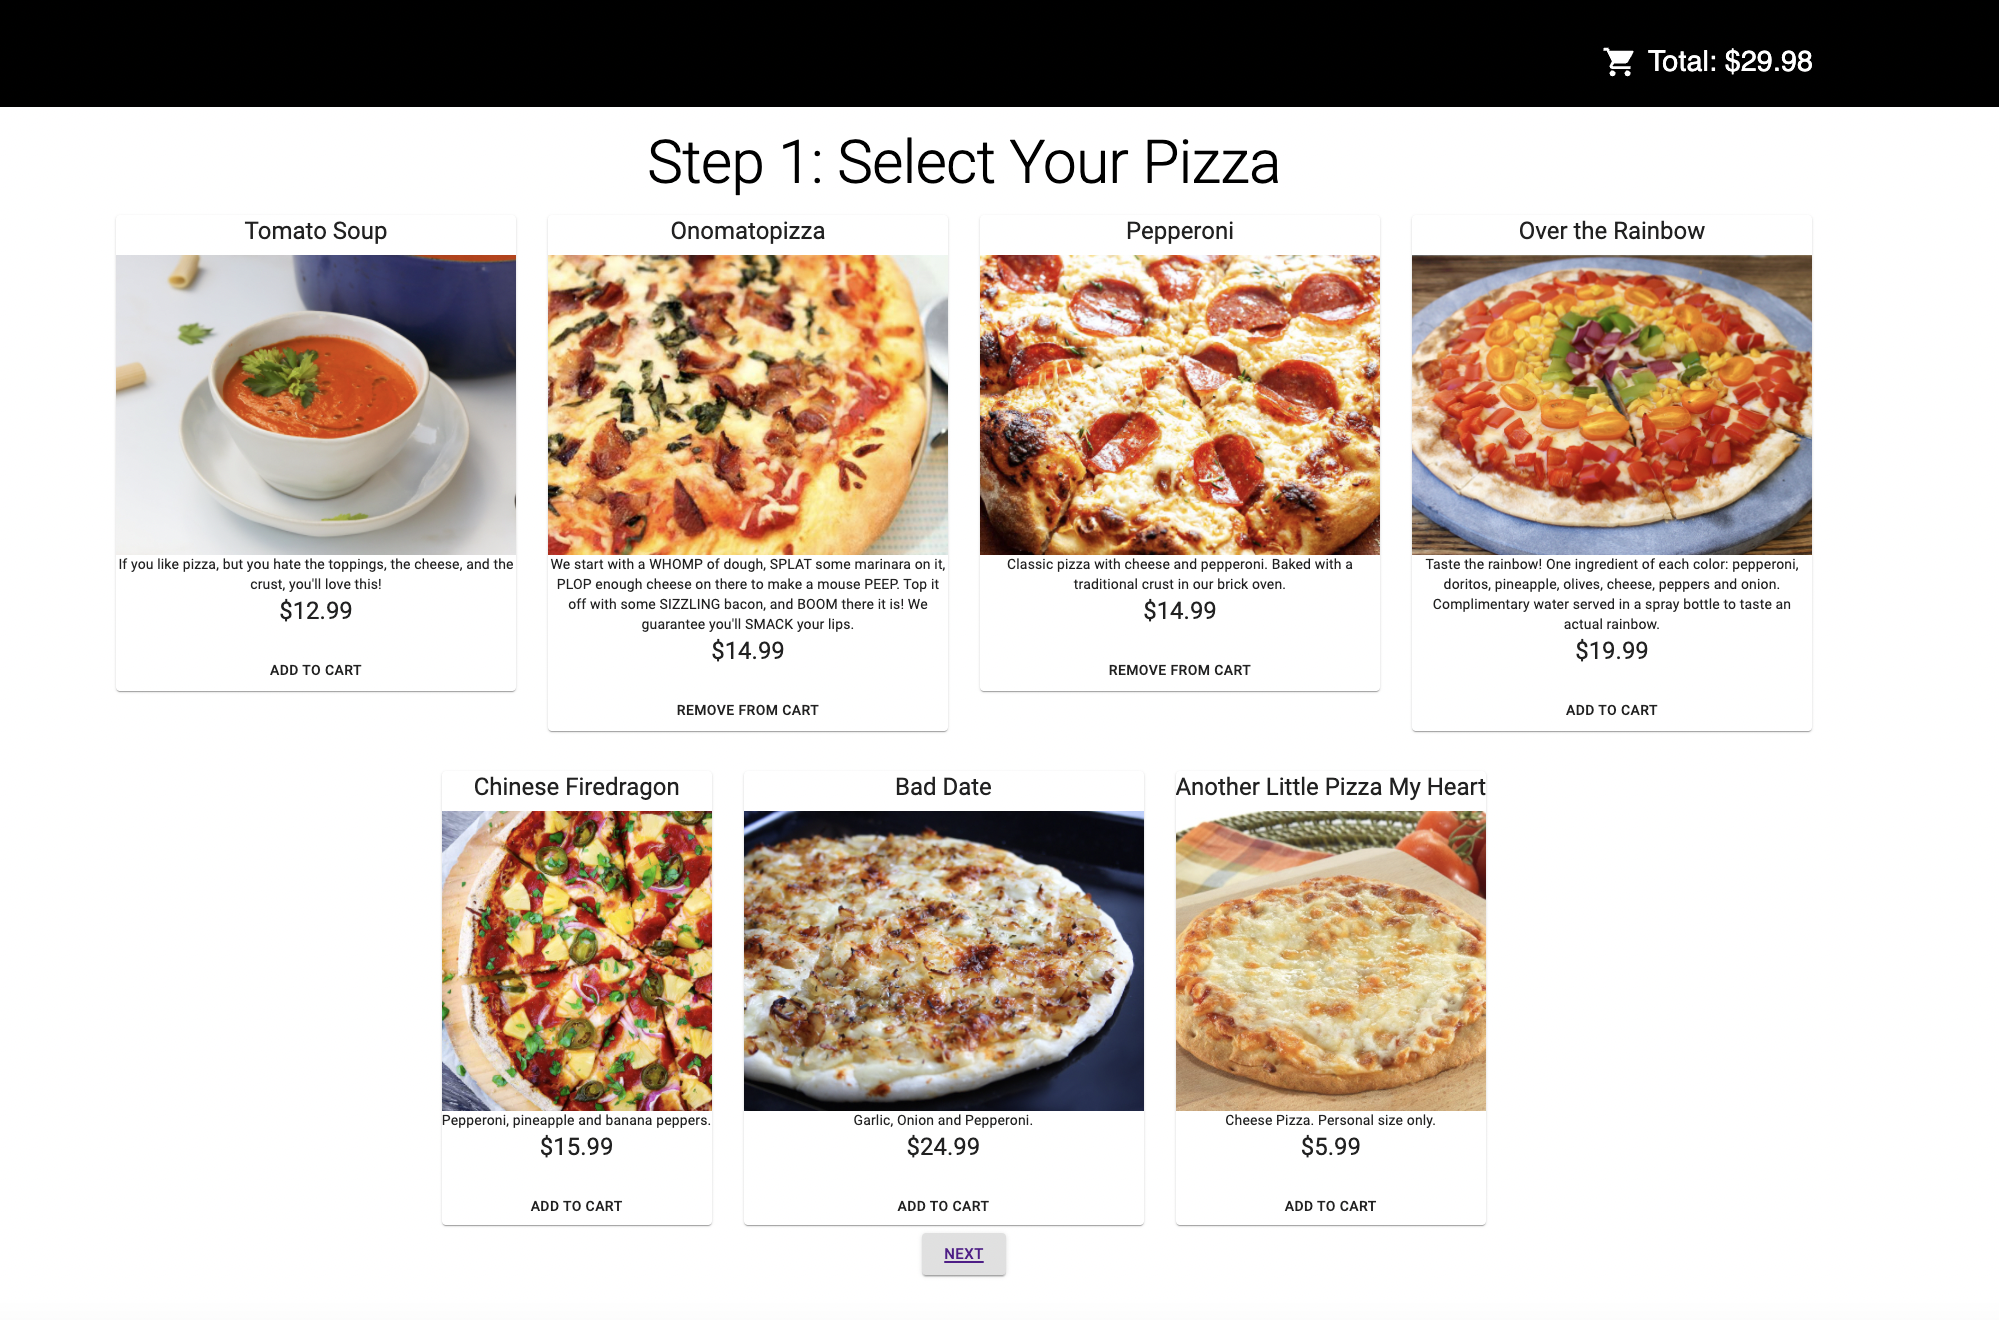 Total: $29.98
Step 1: Select Your Pizza
Tomato Soup
If you like pizza, but you hate the toppings, the cheese, and the
crust, you'll love this!
$12.99
ADD TO CART
Onomatopizza
We start with a WHOMP of dough, SPLAT some marinara on it,
PLOP enough cheese on there to make a mouse PEEP. Top it
off with some SIZZLING bacon, and BOOM there it is! We
guarantee you'll SMACK your lips.
$14.99
REMOVE FROM CART
Pepperoni
Classic pizza with cheese and pepperoni. Baked with a
traditional crust in our brick oven.
$14.99
REMOVE FROM CART
Over the Rainbow
Taste the rainbow! One ingredient of each color: pepperoni,
doritos, pineapple, olives, cheese, peppers and onion.
Complimentary water served in a spray bottle to taste an
actual rainbow.
$19.99
ADD TO CART
Chinese Firedragon
Pepperoni, pineapple and banana peppers.
$15.99
ADD TO CART
Bad Date
Garlic, Onion and Pepperoni.
$24.99
ADD TO CART
Another Little Pizza My Heart
Cheese Pizza. Personal size only.
$5.99
ADD TO CART
NEXT